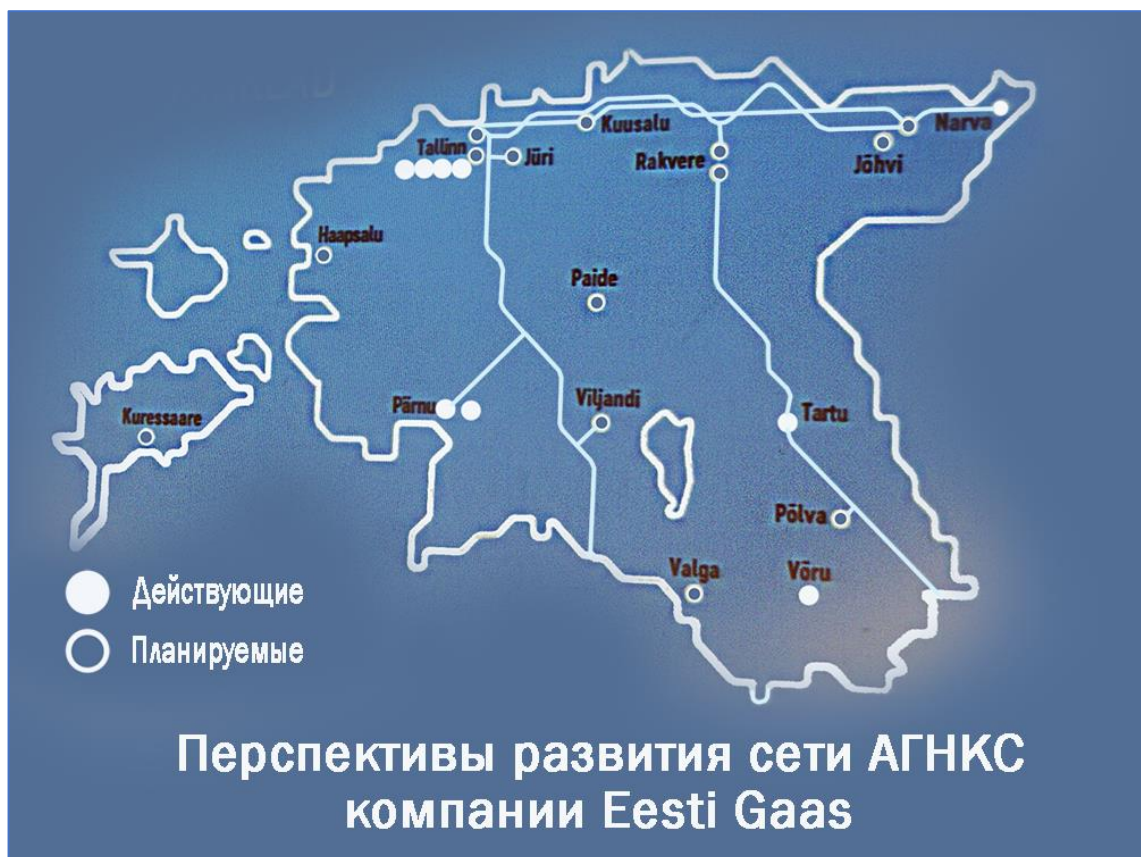 Kuusalu
Narva
Tallinn
Jüri
Rakvere
Jõhvi
Haapsalu
Paide
Pärnu
Viljandi
Kuressaare
Tartu
Põlva
Valga
Võru
Действующие
Планируемые
Перспективы развития сети АГНКС
компании Eesti Gaas